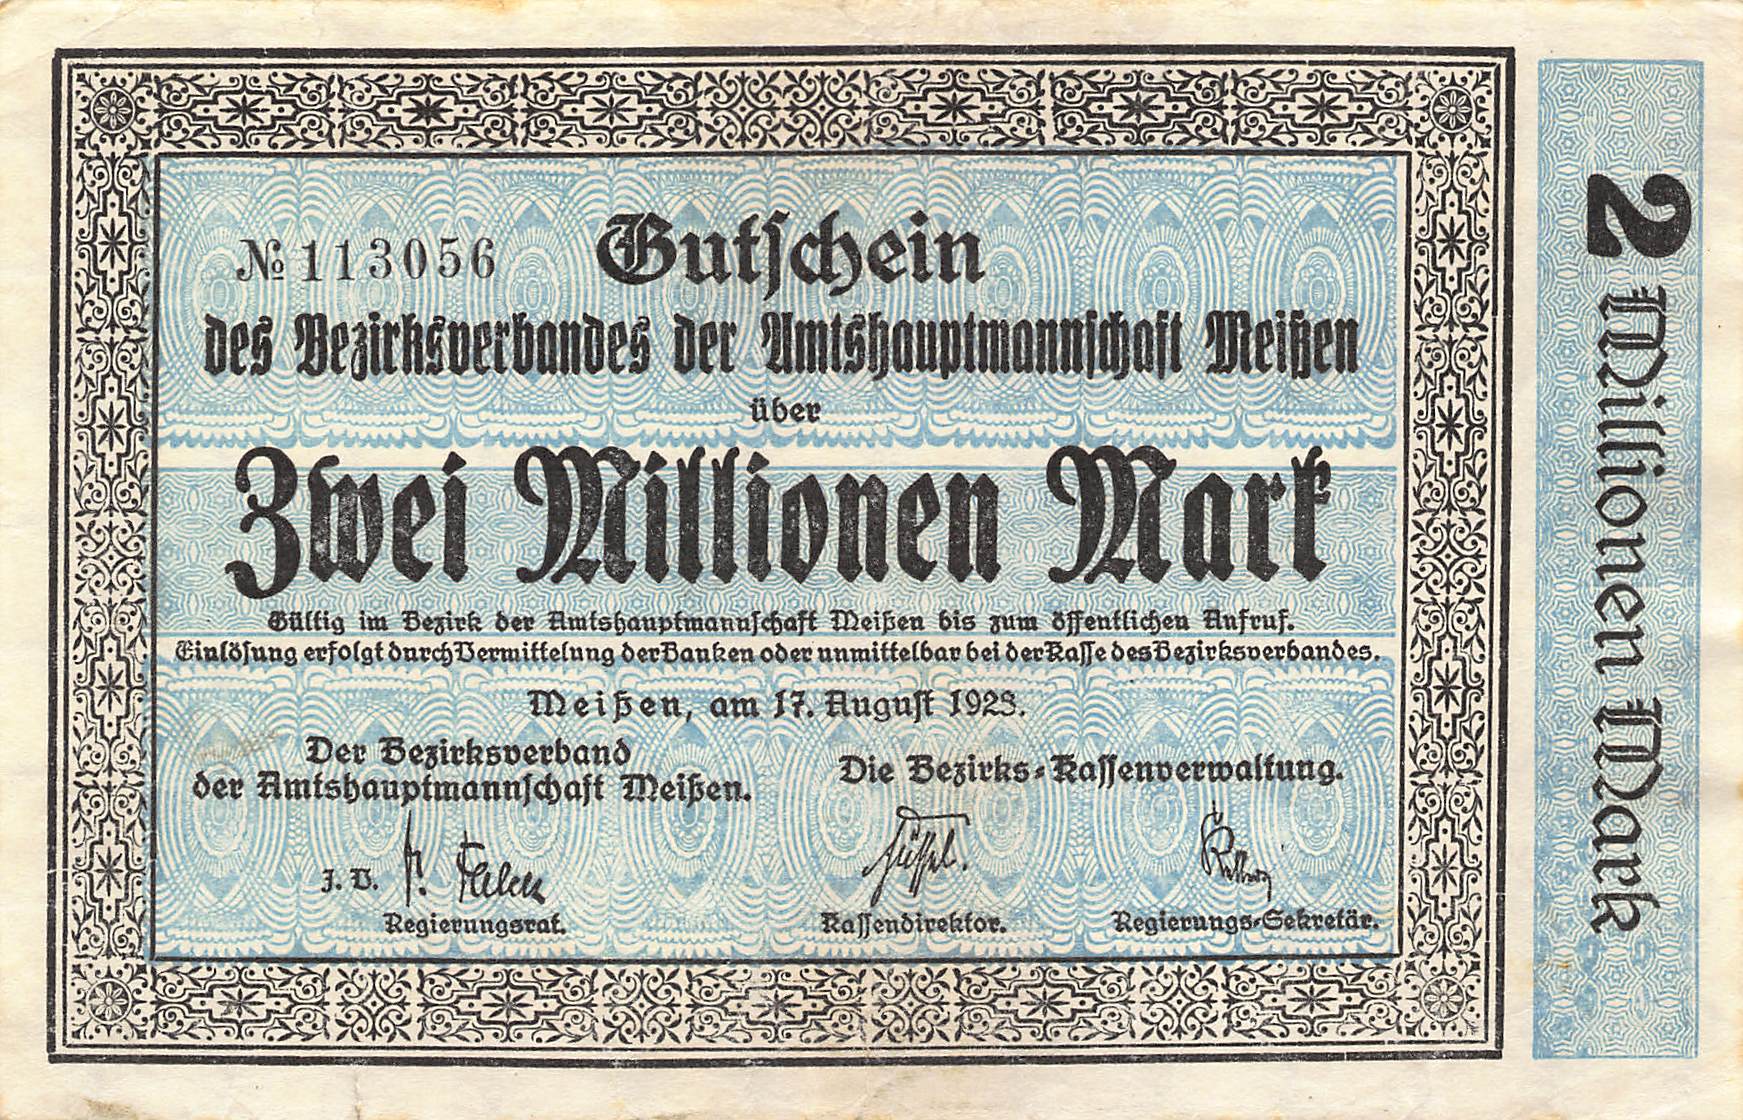 № 113056
Gutschein
des Bezirksverbandes der Amtshauptmannschaft Meißen
über
Zwei Millionen Mark
Gültig im Bezirk der Amtshauptmannschaft Meißen bis zum öffentlichen Anfruf.
Einlösung erfolgt durch Vermittelung der Banken oder unmittelbar bei der Kasse des Bezirksverbandes.
Meißen, am 17. August 1923.
Der Bezirksverband
der Amtshauptmannschaft Meißen.
J. V.
Regierungsrat.
Die Bezirks-Kassenverwaltung.
Kassendirektor.
Regierungs-Sekretär.
2 Millionen Mark